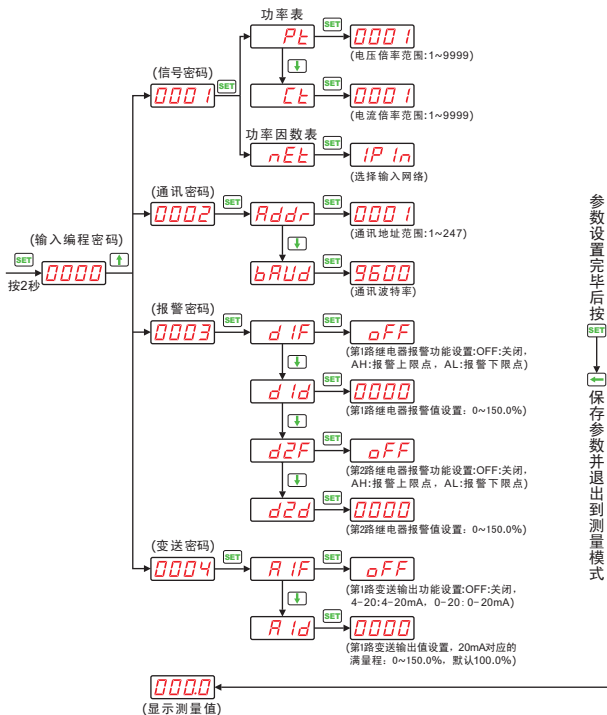 功率表
Pt SET 0001
(电压倍率范围:1~9999)
(信号密码)
0001 SET
Ct SET 0001
(电流倍率范围:1~9999)
功率因数表
nEt SET 1P1n
(选择输入网络)
(通讯密码)
0002 SET Addr SET 0001
(通讯地址范围:1~247)
(输入编程密码)
SET 0000
按2秒
bAUd SET 9600
(通讯波特率)
(报警密码)
0003 SET d1F SET oFF
(第1路继电器报警功能设置:OFF:关闭,
AH:报警上限点，AL:报警下限点)
d1d SET 0000
(第1路继电器报警值设置：0~150.0%)
d2F SET oFF
(第2路继电器报警功能设置:OFF:关闭,
AH:报警上限点，AL:报警下限点)
d2d SET 0000
(第2路继电器报警值设置：0~150.0%)
(变送密码)
0004 SET A1F SET oFF
(第1路变送输出功能设置:OFF:关闭,
4-20:4-20mA，0-20:0-20mA)
A1d SET 0000
(第1路变送输出值设置，20mA对应的
满量程：0~150.0%，默认100.0%)
000.0
(显示测量值)
参数设置完毕后按
SET
保存参数并退出到测量模式